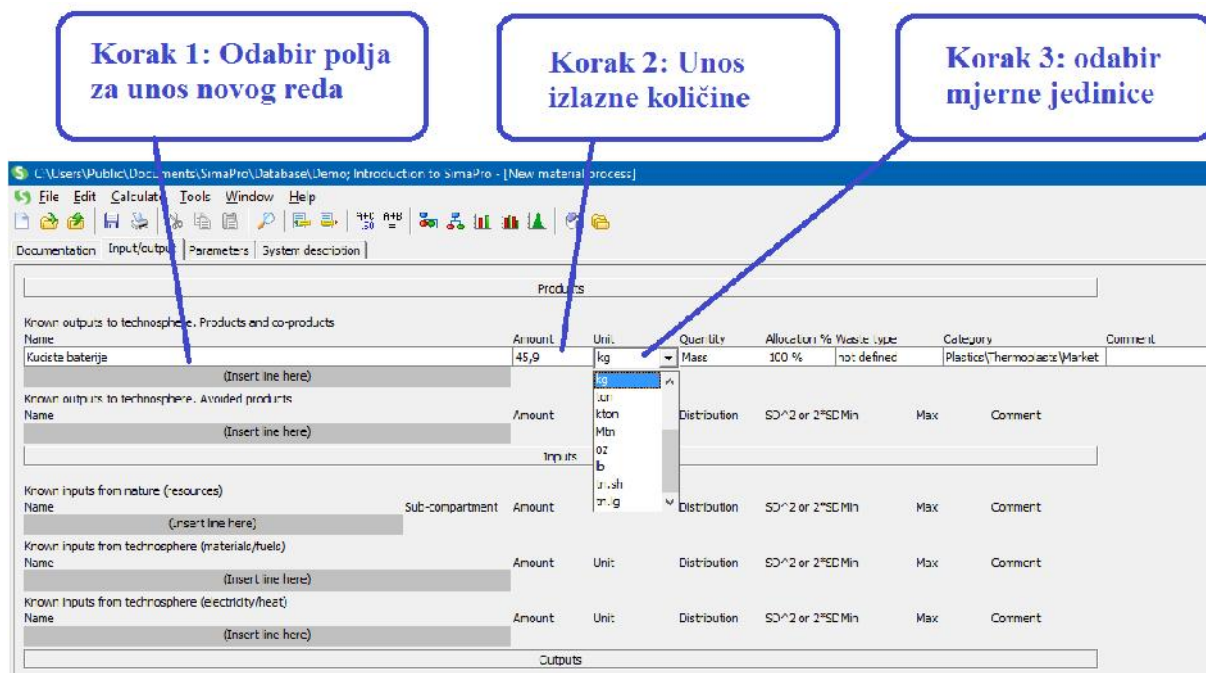 Korak 1: Odabir polja
za unos novog reda
Korak 2: Unos
izlazne količine
Korak 3: odabir
mjerne jedinice
C:\Users\Public\Documents\SimaPro\Database\Demo; Introduction to SimaPro - [New material process]
File Edit Calculate Tools Window Help
Documentation Input/output Parameters System description
Products
Known outputs to technosphere. Products and co-products
Name Amount Unit Quantity Allocation % Waste type Category Comment
Kuciste baterije 45,9 kg Mass 100 % not defined Plastics\Thermoplasts\Market
(Insert line here)
kg
ton
kton
Mtn
oz
lb
tn.sh
tn.lg
Known outputs to technosphere. Avoided products
Name Amount Distribution SD^2 or 2*SD Min Max Comment
(Insert line here)
Inputs
Known inputs from nature (resources)
Name Sub-compartment Amount Distribution SD^2 or 2*SD Min Max Comment
(Insert line here)
Known inputs from technosphere (materials/fuels)
Name Amount Unit Distribution SD^2 or 2*SD Min Max Comment
(Insert line here)
Known inputs from technosphere (electricity/heat)
Name Amount Unit Distribution SD^2 or 2*SD Min Max Comment
(Insert line here)
Outputs